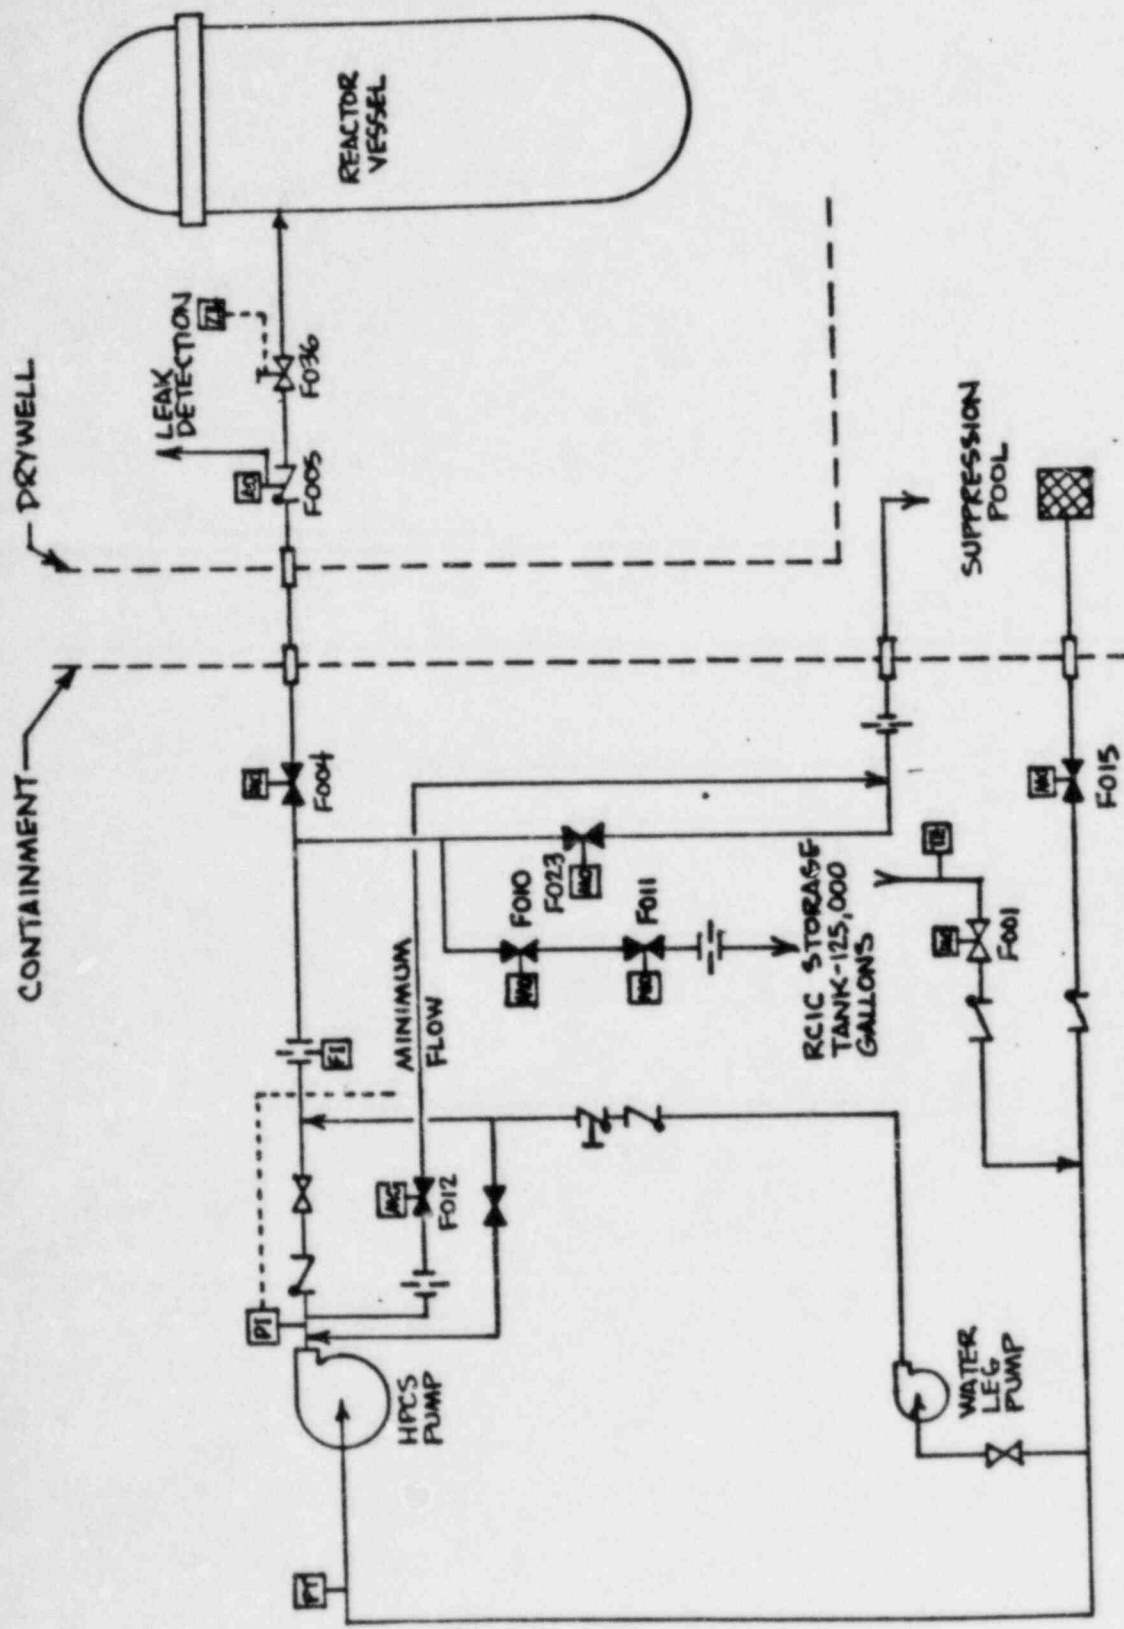 CONTAINMENT
DRYWELL
LEAK
DETECTION
REACTOR
VESSEL
F004
F005
F036
FI
PI
HPCS
PUMP
MINIMUM
FLOW
F012
F010
F023
F011
RCIC STORAGE
TANK-125,000
GALLONS
SUPPRESSION
POOL
F001
F015
WATER
LEG
PUMP
PT